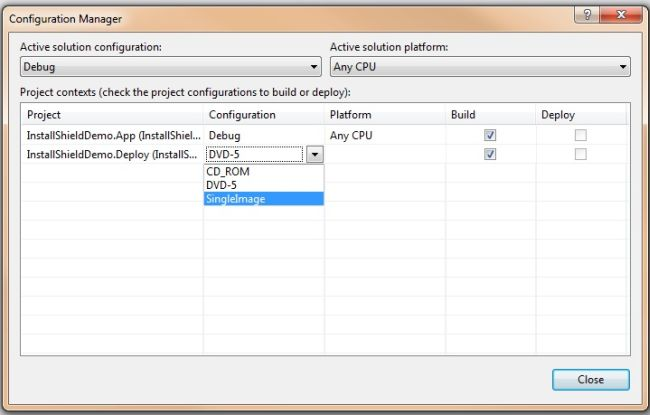 Configuration Manager
?
Active solution configuration:
Active solution platform:
Debug
Any CPU
Project contexts (check the project configurations to build or deploy):
Project Configuration Platform Build Deploy
InstallShieldDemo.App (InstallShiel... Debug Any CPU
InstallShieldDemo.Deploy (InstallS... DVD-5
CD_ROM
DVD-5
SingleImage
Close